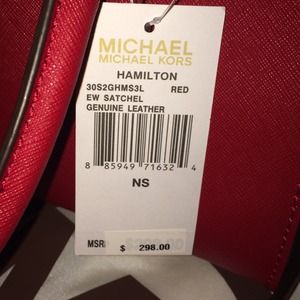 MICHAEL
MICHAEL KORS
HAMILTON
30S2GHMS3L RED
EW SATCHEL
GENUINE LEATHER
8 85949 71632 4
NS
MSR
$ 298.00